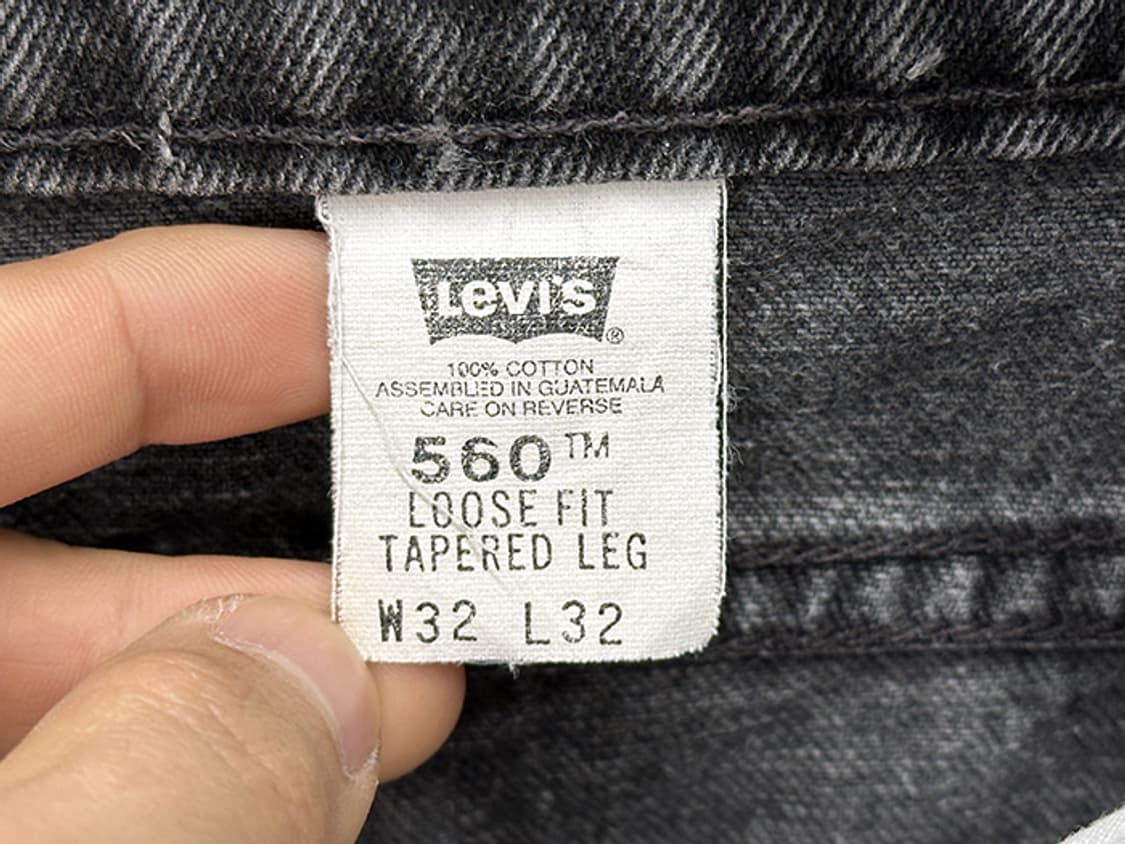 Levi's
®
100% COTTON
ASSEMBLED IN GUATEMALA
CARE ON REVERSE
560™
LOOSE FIT
TAPERED LEG
W32 L32